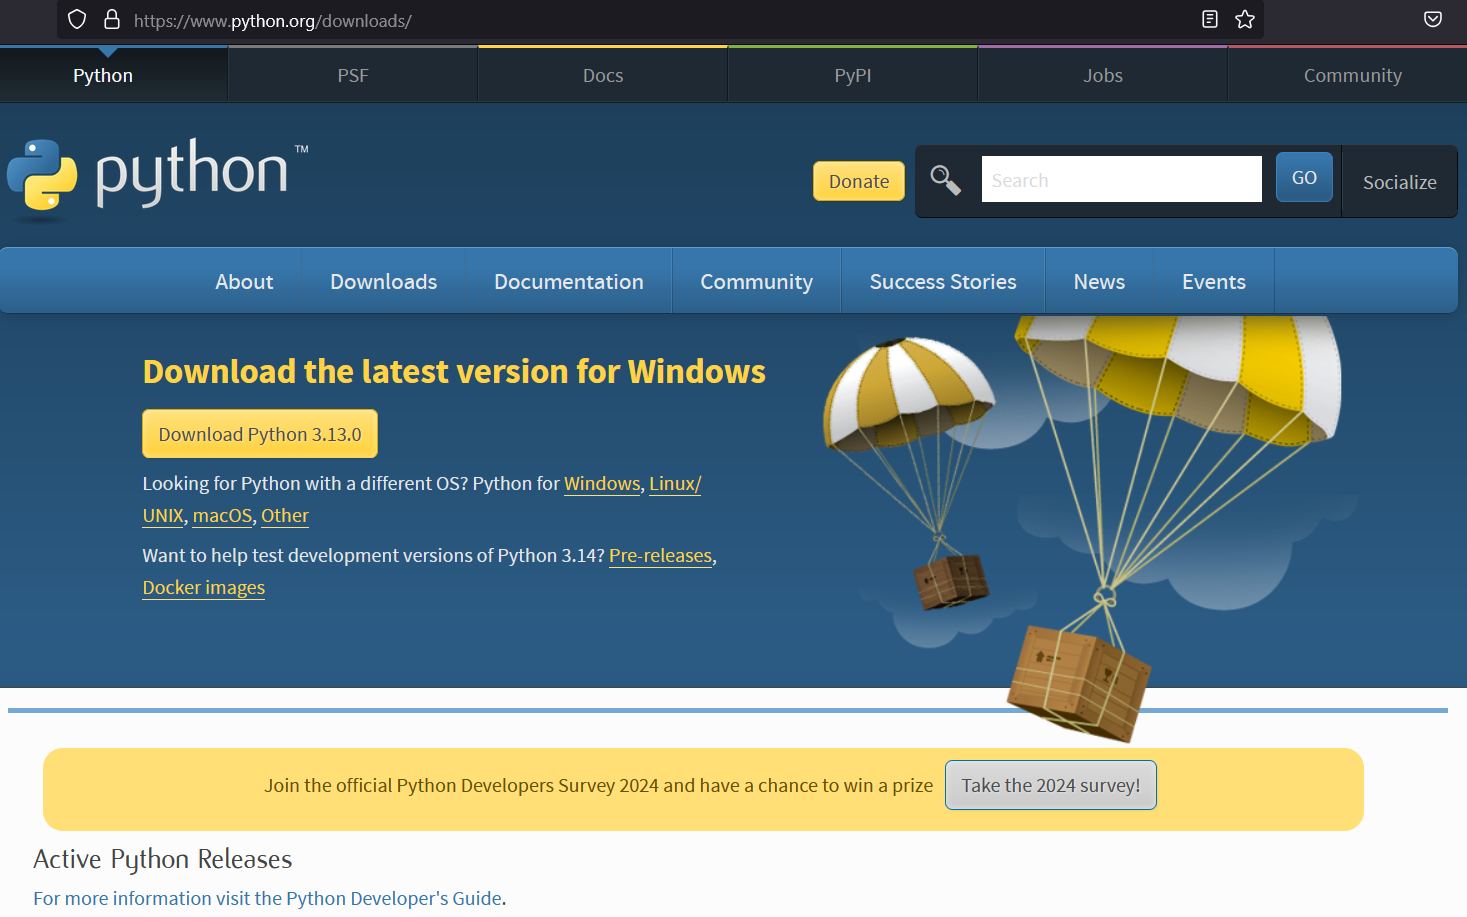 https://www.python.org/downloads/
Python
PSF
Docs
PyPI
Jobs
Community
python™
Donate
Search
GO
Socialize
About
Downloads
Documentation
Community
Success Stories
News
Events
Download the latest version for Windows
Download Python 3.13.0
Looking for Python with a different OS? Python for Windows, Linux/
UNIX, macOS, Other
Want to help test development versions of Python 3.14? Pre-releases,
Docker images
Join the official Python Developers Survey 2024 and have a chance to win a prize
Take the 2024 survey!
Active Python Releases
For more information visit the Python Developer's Guide.